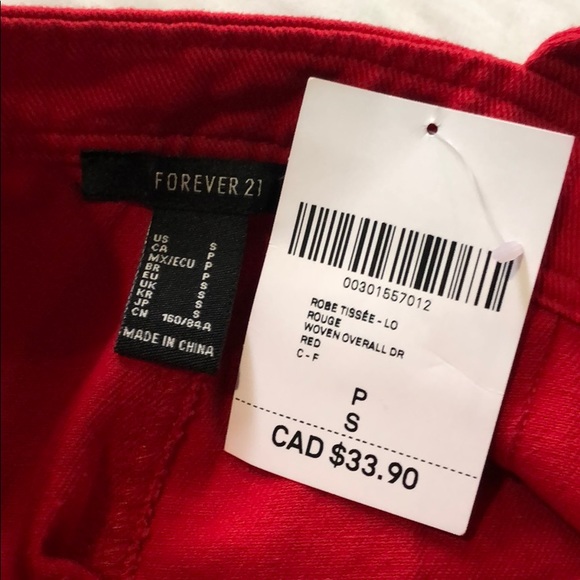 FOREVER 21
US S
CA P
MX/ECU P
BR P
EU S
UK S
KR S
JP S
CN 160/84A
MADE IN CHINA
00301557012
ROBE TISSÉE - LO
ROUGE
WOVEN OVERALL DR
RED
C - F
P
S
CAD $33.90